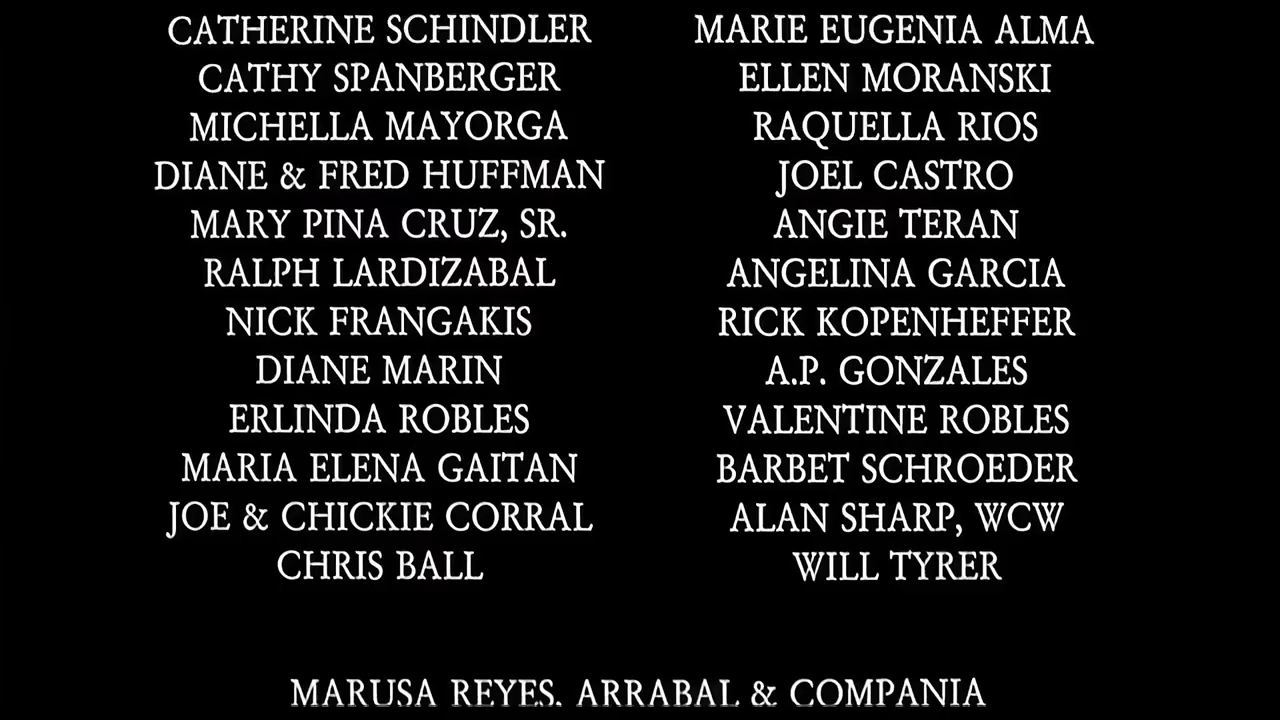 CATHERINE SCHINDLER
CATHY SPANBERGER
MICHELLA MAYORGA
DIANE & FRED HUFFMAN
MARY PINA CRUZ, SR.
RALPH LARDIZABAL
NICK FRANGAKIS
DIANE MARIN
ERLINDA ROBLES
MARIA ELENA GAITAN
JOE & CHICKIE CORRAL
CHRIS BALL
MARIE EUGENIA ALMA
ELLEN MORANSKI
RAQUELLA RIOS
JOEL CASTRO
ANGIE TERAN
ANGELINA GARCIA
RICK KOPENHEFFER
A.P. GONZALES
VALENTINE ROBLES
BARBET SCHROEDER
ALAN SHARP, WCW
WILL TYRER
MARUSA REYES, ARRABAL & COMPANIA